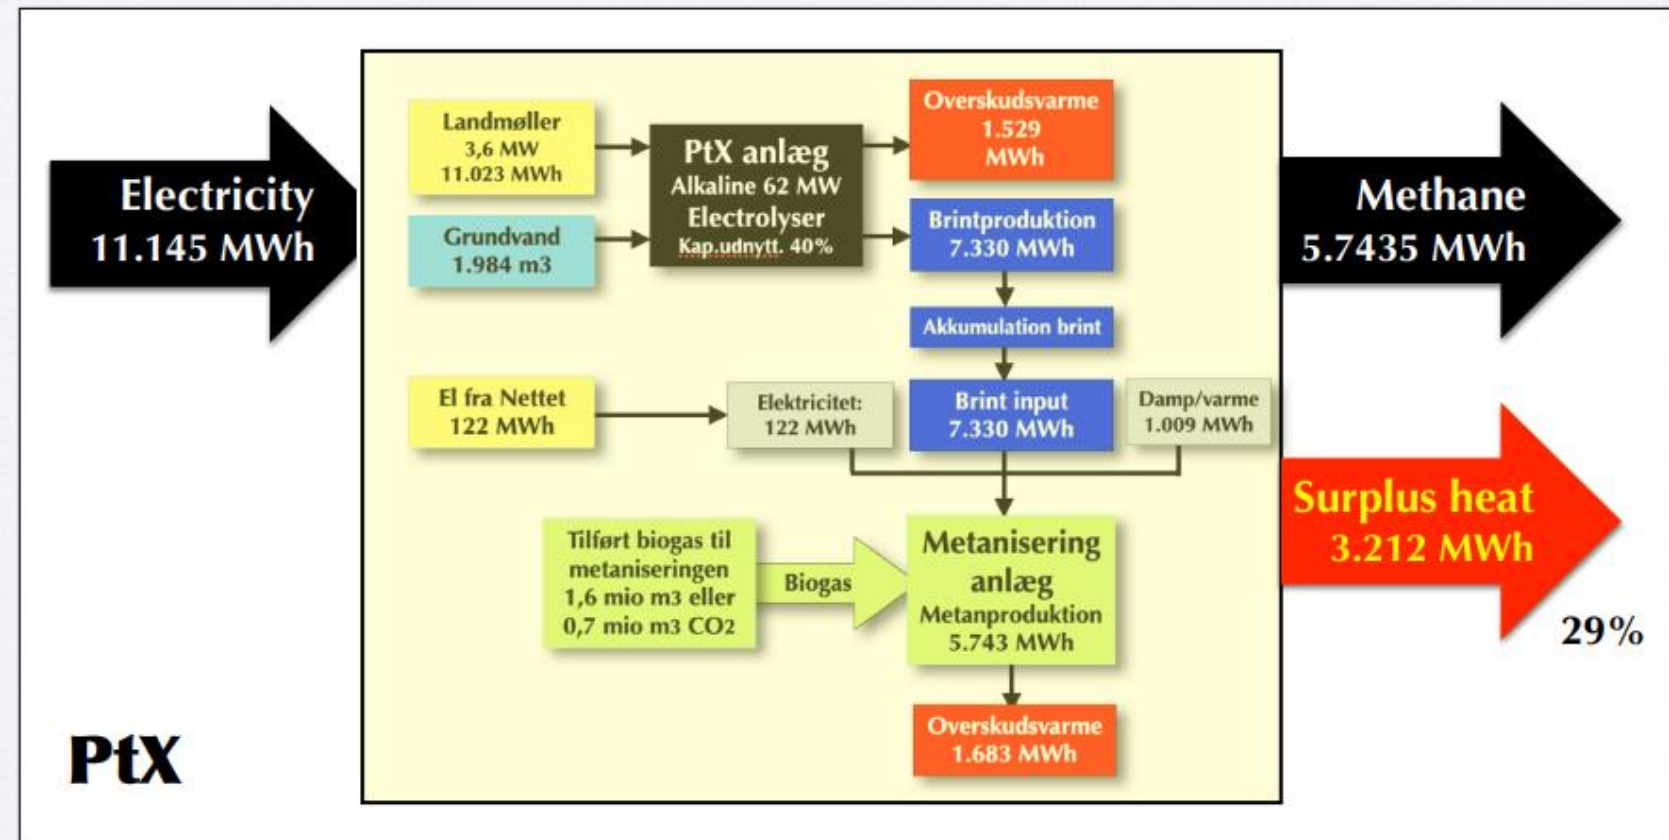 Electricity
11.145 MWh
Landmøller
3,6 MW
11.023 MWh
Grundvand
1.984 m3
PtX anlæg
Alkaline 62 MW
Electrolyser
Kap.udnytt. 40%
Overskudsvarme
1.529
MWh
Brintproduktion
7.330 MWh
Akkumulation brint
El fra Nettet
122 MWh
Elektricitet:
122 MWh
Brint input
7.330 MWh
Damp/varme
1.009 MWh
Tilført biogas til
metaniseringen
1,6 mio m3 eller
0,7 mio m3 CO2
Biogas
Metanisering
anlæg
Metanproduktion
5.743 MWh
Overskudsvarme
1.683 MWh
Methane
5.7435 MWh
Surplus heat
3.212 MWh
29%
PtX